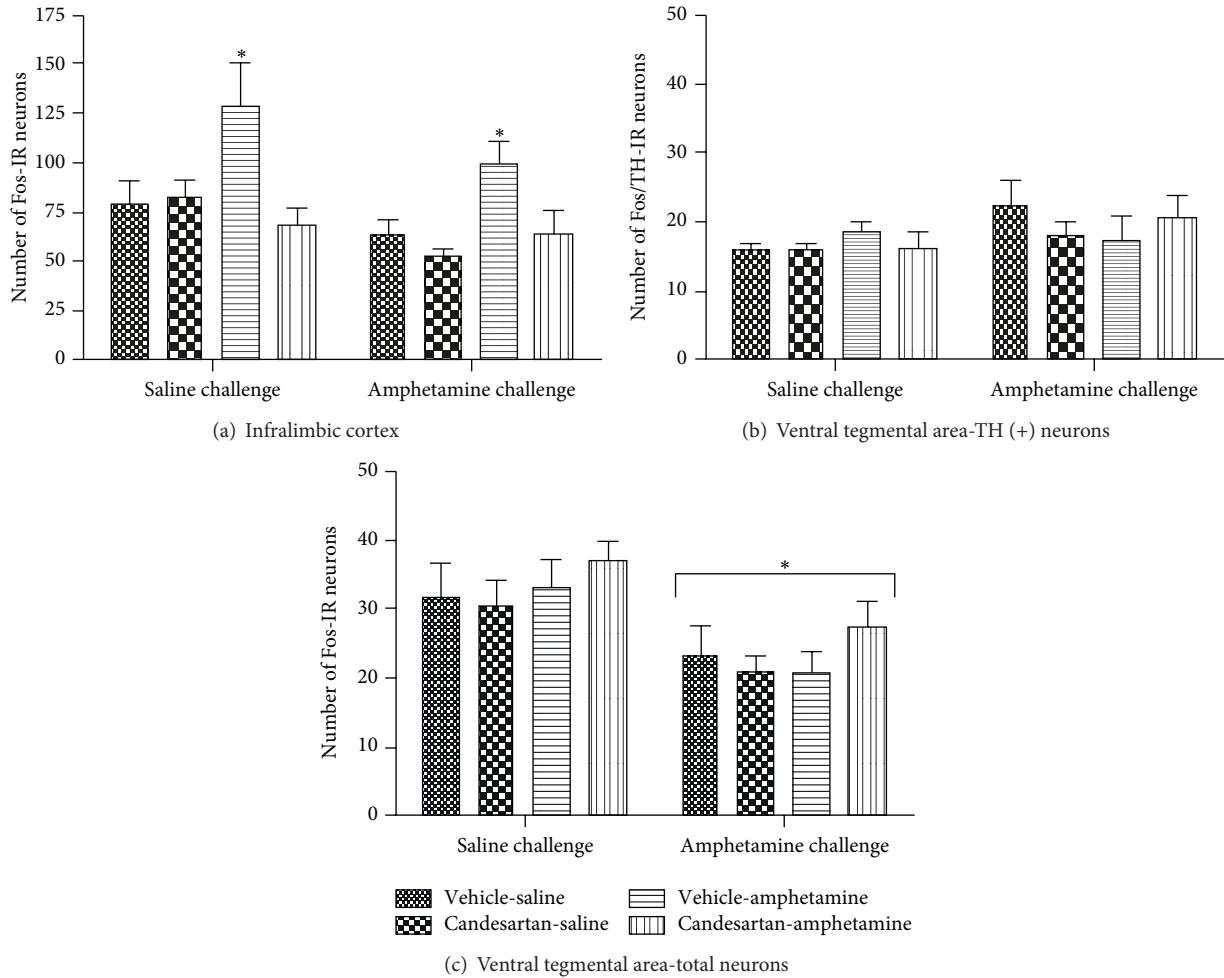 175
150
125
100
75
50
25
0
Number of Fos-IR neurons
*
*
Saline challenge
Amphetamine challenge
(a) Infralimbic cortex
50
40
30
20
10
0
Number of Fos/TH-IR neurons
Saline challenge
Amphetamine challenge
(b) Ventral tegmental area-TH (+) neurons
50
40
30
20
10
0
Number of Fos-IR neurons
*
Saline challenge
Amphetamine challenge
Vehicle-saline
Candesartan-saline
Vehicle-amphetamine
Candesartan-amphetamine
(c) Ventral tegmental area-total neurons